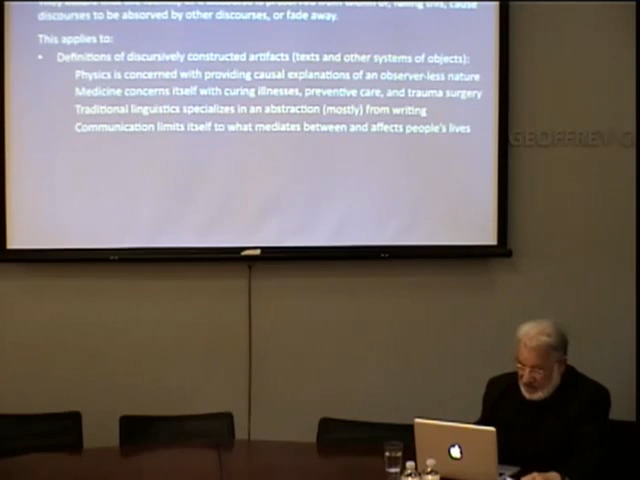 discourses to be absorbed by other discourses, or fade away.
This applies to:
• Definitions of discursively constructed artifacts (texts and other systems of objects):
Physics is concerned with providing causal explanations of an observer-less nature
Medicine concerns itself with curing illnesses, preventive care, and trauma surgery
Traditional linguistics specializes in an abstraction (mostly) from writing
Communication limits itself to what mediates between and affects people's lives
GEOFFREY